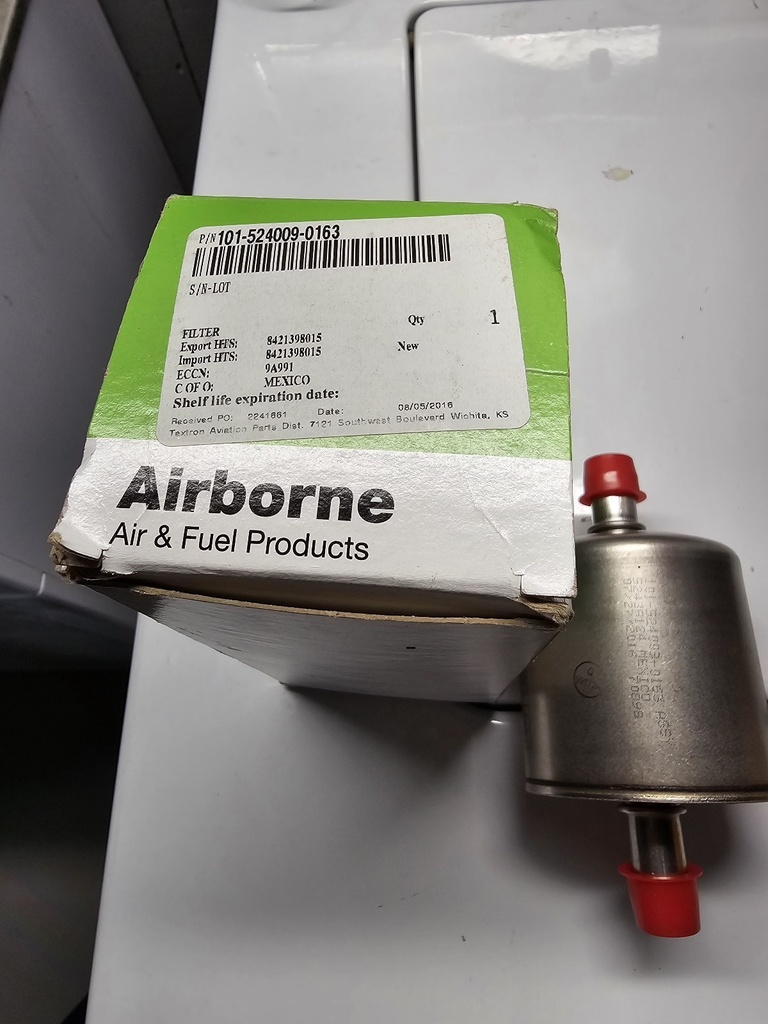 P/N 101-524009-0163
S/N-LOT
Qty 1
FILTER
Export HTS: 8421398015 New
Import HTS: 8421398015
ECCN: 9A991
C OF O: MEXICO
Shelf life expiration date:
Received PO: 2241661 Date: 08/05/2016
Textron Aviation Parts Dist. 7121 Southwest Boulevard Wichita, KS
Airborne
Air & Fuel Products
MEXICO